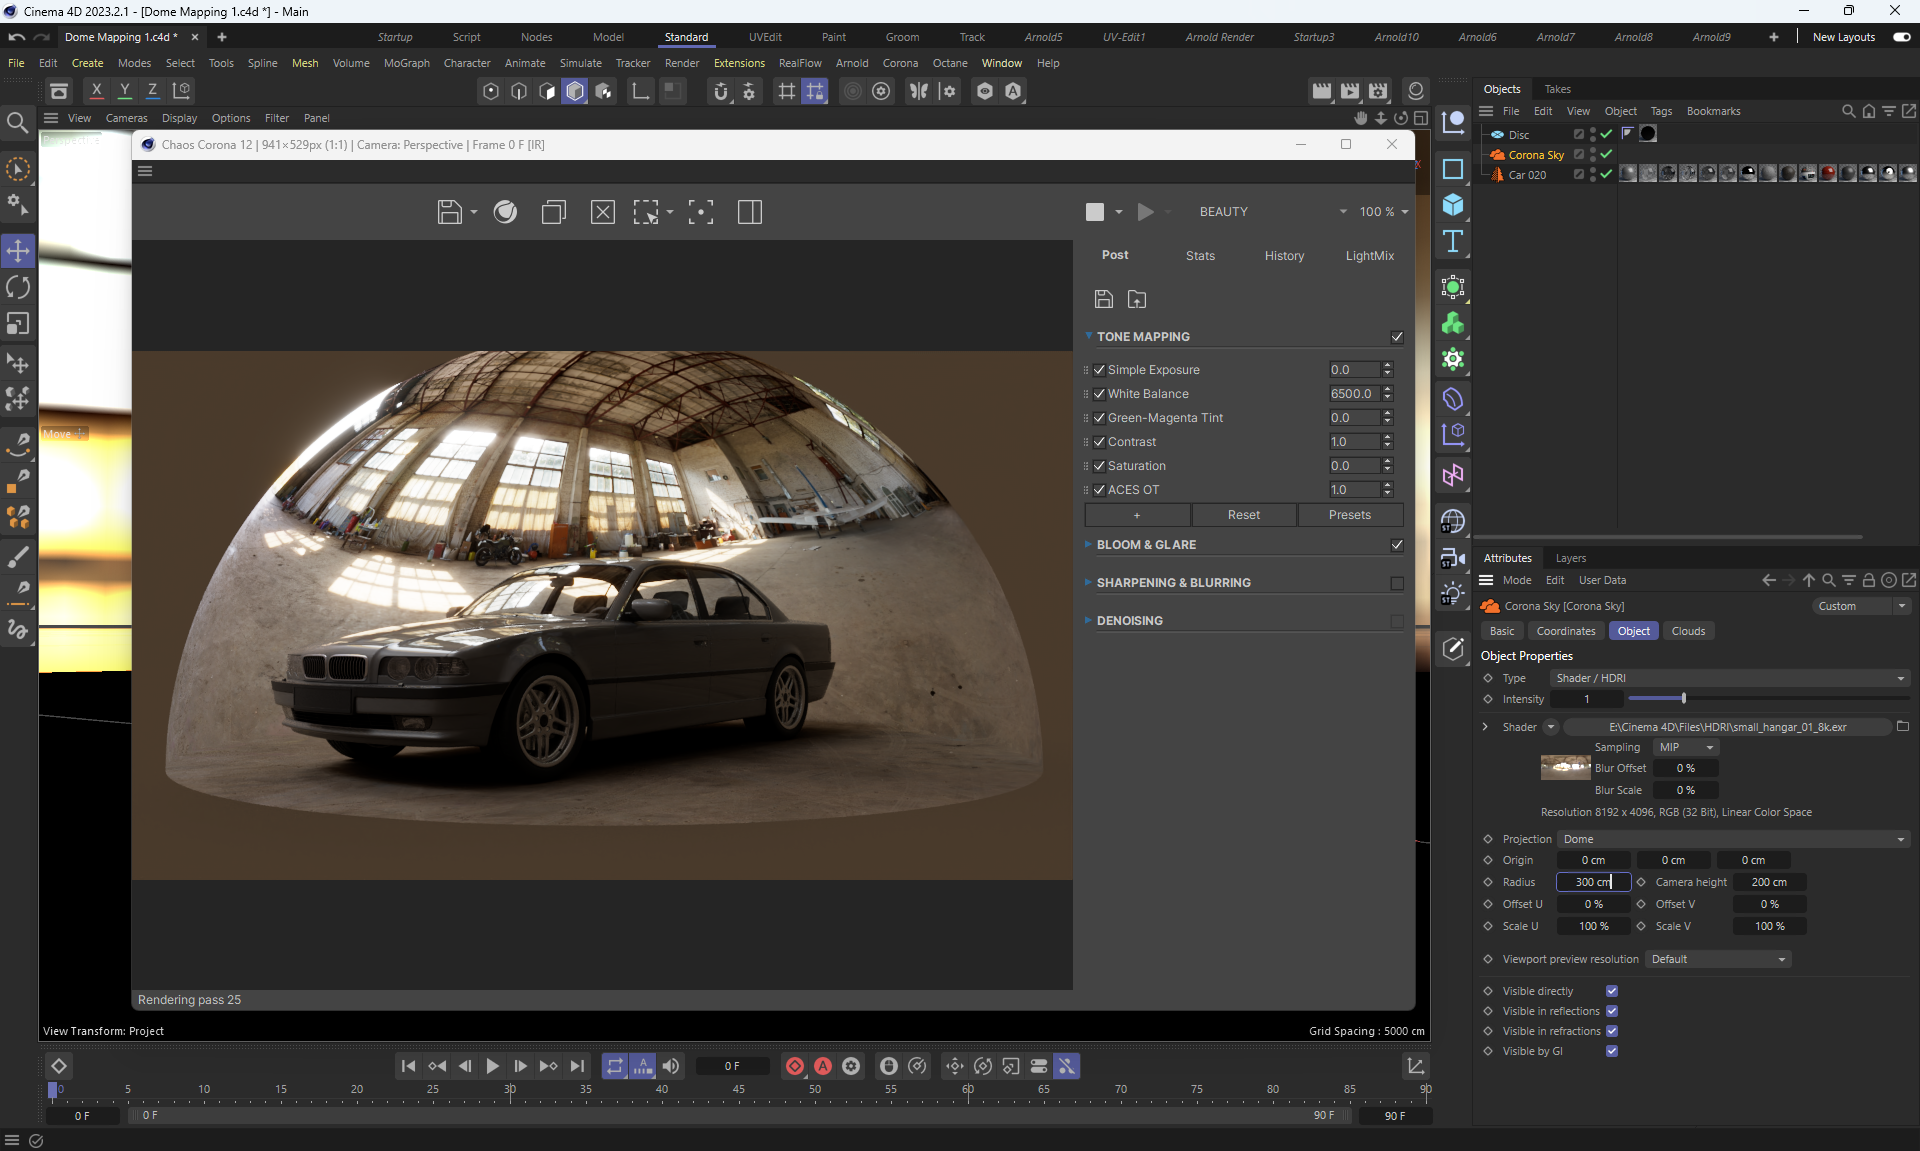 Cinema 4D 2023.2.1 - [Dome Mapping 1.c4d *] - Main
Dome Mapping 1.c4d *
Startup Script Nodes Model Standard UVEdit Paint Groom Track Arnold5 UV-Edit1 Arnold Render Startup3 Arnold10 Arnold6 Arnold7 Arnold8 Arnold9 + New Layouts
File Edit Create Modes Select Tools Spline Mesh Volume MoGraph Character Animate Simulate Tracker Render Extensions RealFlow Arnold Corona Octane Window Help
X Y Z
Objects Takes
View Cameras Display Options Filter Panel
File Edit View Object Tags Bookmarks
Disc
Corona Sky
Car 020
Chaos Corona 12 | 941×529px (1:1) | Camera: Perspective | Frame 0 F [IR]
BEAUTY 100 %
Post Stats History LightMix
TONE MAPPING
Simple Exposure 0.0
White Balance 6500.0
Green-Magenta Tint 0.0
Contrast 1.0
Saturation 0.0
ACES OT 1.0
+ Reset Presets
BLOOM & GLARE
SHARPENING & BLURRING
DENOISING
Move
Rendering pass 25
View Transform: Project
Grid Spacing : 5000 cm
Attributes Layers
Mode Edit User Data
Corona Sky [Corona Sky] Custom
Basic Coordinates Object Clouds
Object Properties
Type Shader / HDRI
Intensity 1
Shader E:\Cinema 4D\Files\HDRI\small_hangar_01_8k.exr
Sampling MIP
Blur Offset 0 %
Blur Scale 0 %
Resolution 8192 x 4096, RGB (32 Bit), Linear Color Space
Projection Dome
Origin 0 cm 0 cm 0 cm
Radius 300 cm Camera height 200 cm
Offset U 0 % Offset V 0 %
Scale U 100 % Scale V 100 %
Viewport preview resolution Default
Visible directly
Visible in reflections
Visible in refractions
Visible by GI
0 F
0 5 10 15 20 25 30 35 40 45 50 55 60 65 70 75 80 85 90
0 F 0 F 90 F 90 F